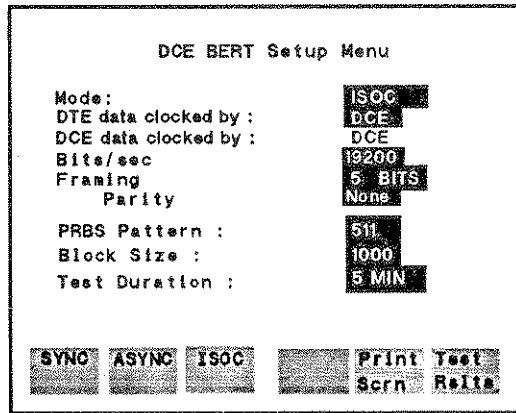 DCE BERT Setup Menu
Mode: ISOC
DTE data clocked by : DCE
DCE data clocked by : DCE
Bits/sec 19200
Framing 5 BITS
Parity None
PRBS Pattern : 511
Block Size : 1000
Test Duration : 5 MIN
SYNC ASYNC ISOC Print Test
Scrn Rslts